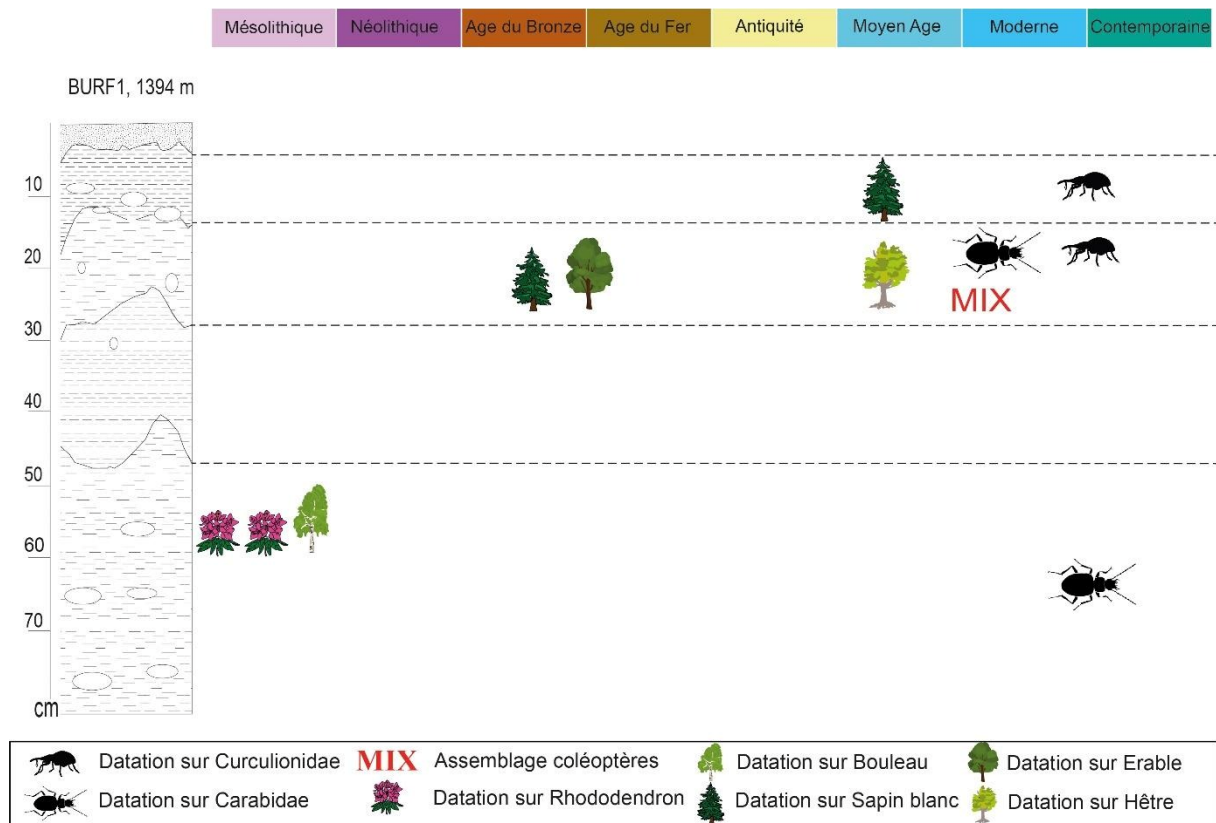 Mésolithique Néolithique Age du Bronze Age du Fer Antiquité Moyen Age Moderne Contemporaine
BURF1, 1394 m
10
20
MIX
30
40
50
60
70
cm
Datation sur Curculionidae MIX Assemblage coléoptères Datation sur Bouleau Datation sur Erable
Datation sur Carabidae Datation sur Rhododendron Datation sur Sapin blanc Datation sur Hêtre